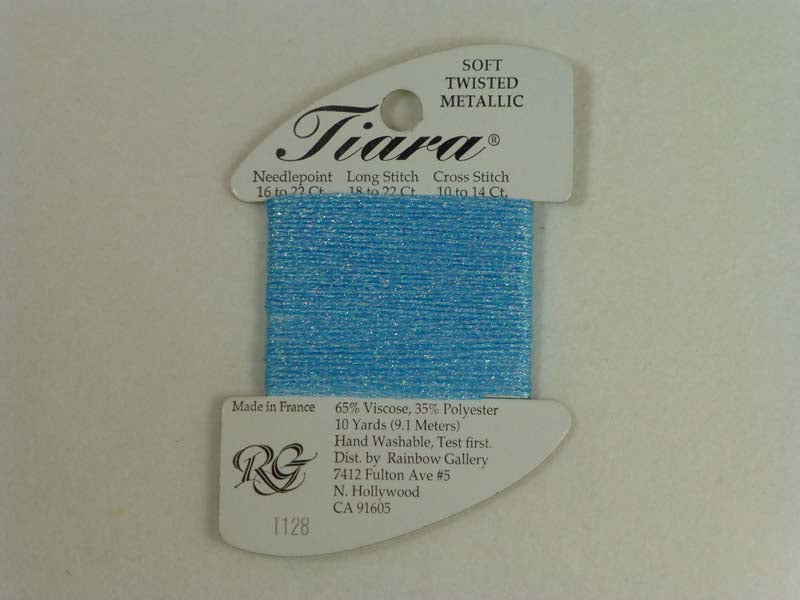 SOFT
TWISTED
METALLIC
Tiara®
Needlepoint Long Stitch Cross Stitch
16 to 22 Ct. 18 to 22 Ct. 10 to 14 Ct.
Made in France
65% Viscose, 35% Polyester
10 Yards (9.1 Meters)
Hand Washable, Test first.
Dist. by Rainbow Gallery
7412 Fulton Ave #5
N. Hollywood
CA 91605
RG
T128